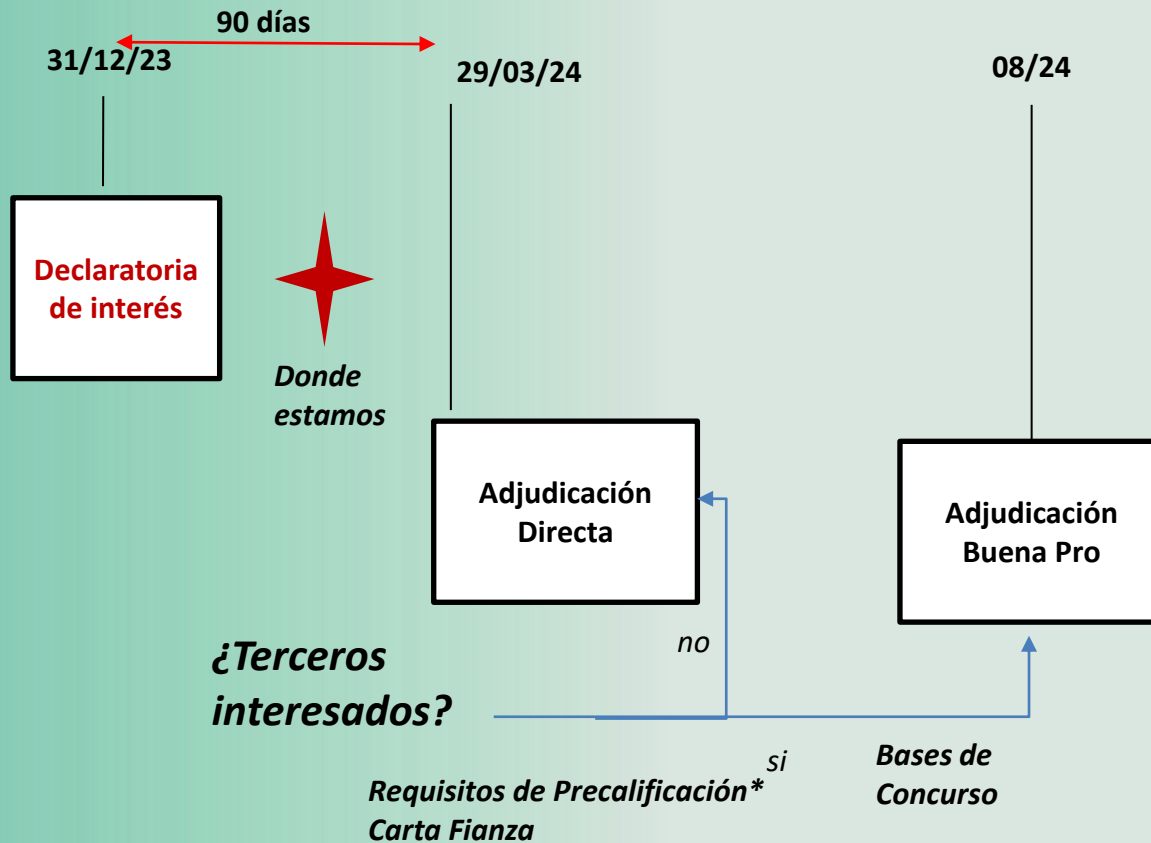 90 días
31/12/23
29/03/24
08/24
Declaratoria
de interés
Donde
estamos
Adjudicación
Directa
Adjudicación
Buena Pro
no
¿Terceros
interesados?
si
Bases de
Concurso
Requisitos de Precalificación*
Carta Fianza